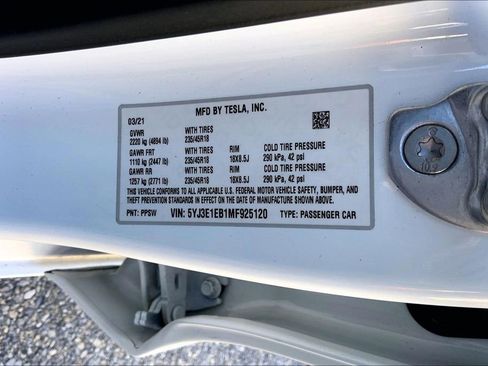 MFD BY TESLA, INC.
03/21
GVWR WITH TIRES
2220 kg (4894 lb) 235/45R18
GAWR FRT WITH TIRES RIM COLD TIRE PRESSURE
1110 kg (2447 lb) 235/45R18 18X8.5J 290 kPa, 42 psi
GAWR RR WITH TIRES RIM COLD TIRE PRESSURE
1257 kg (2771 lb) 235/45R18 18X8.5J 290 kPa, 42 psi
THIS VEHICLE CONFORMS TO ALL APPLICABLE U.S. FEDERAL MOTOR VEHICLE SAFETY, BUMPER, AND
THEFT PREVENTION STANDARDS IN EFFECT ON THE DATE OF MANUFACTURE SHOWN ABOVE.
PNT: PPSW VIN: 5YJ3E1EB1MF925120 TYPE: PASSENGER CAR
10.9